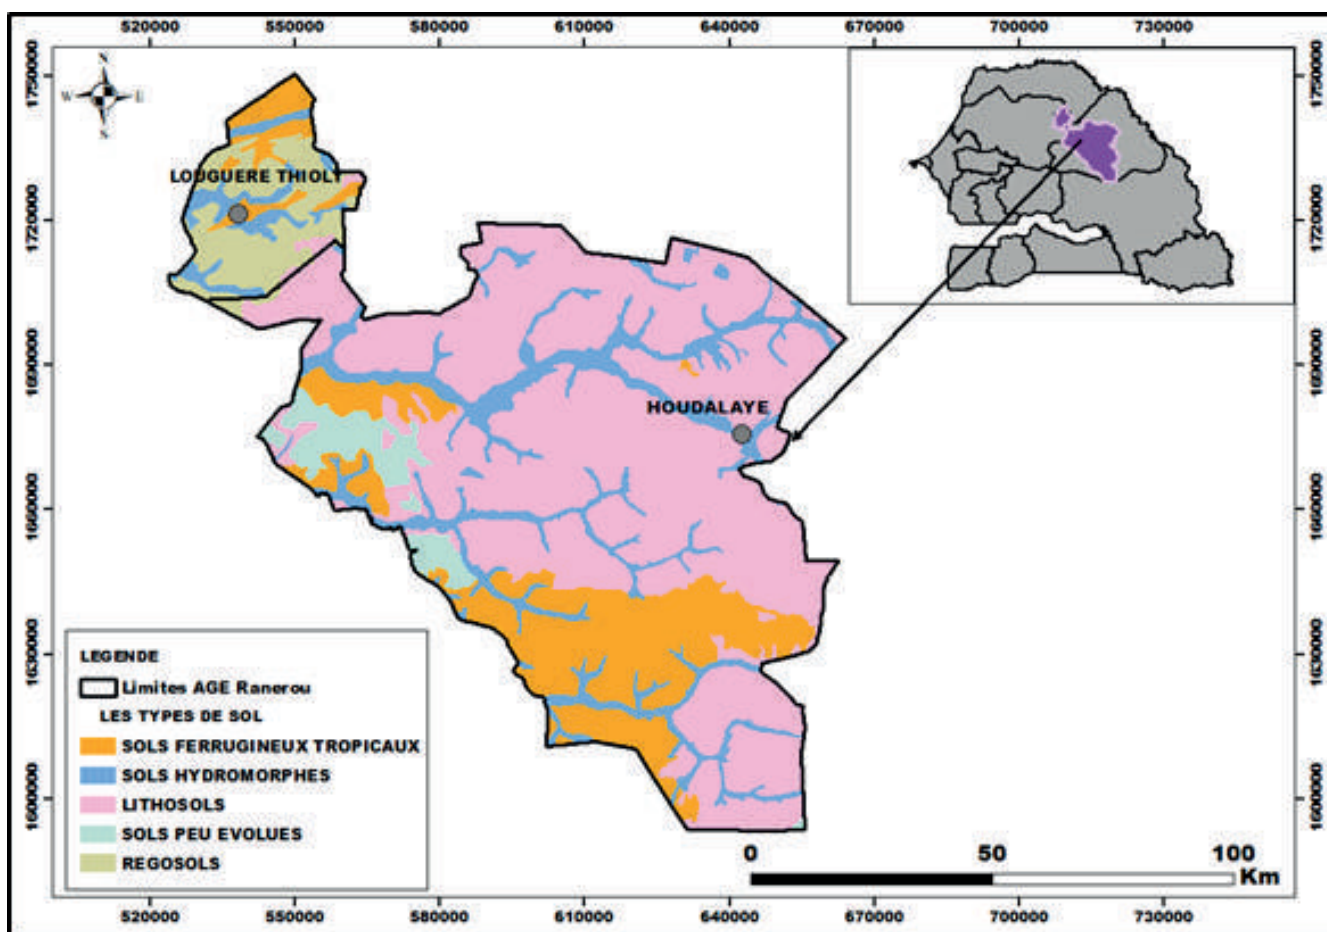 520000 550000 580000 610000 640000 670000 700000 730000
1750000
1720000
1690000
1660000
1630000
1600000
1750000
1720000
1690000
1660000
1630000
1600000
N
W E
LOUGUERE THIOLY
HOUDALAYE
LEGENDE
Limites AGE Ranerou
LES TYPES DE SOL
SOLS FERRUGINEUX TROPICAUX
SOLS HYDROMORPHES
LITHOSOLS
SOLS PEU EVOLUES
REGOSOLS
0 50 100
Km
520000 550000 580000 610000 640000 670000 700000 730000